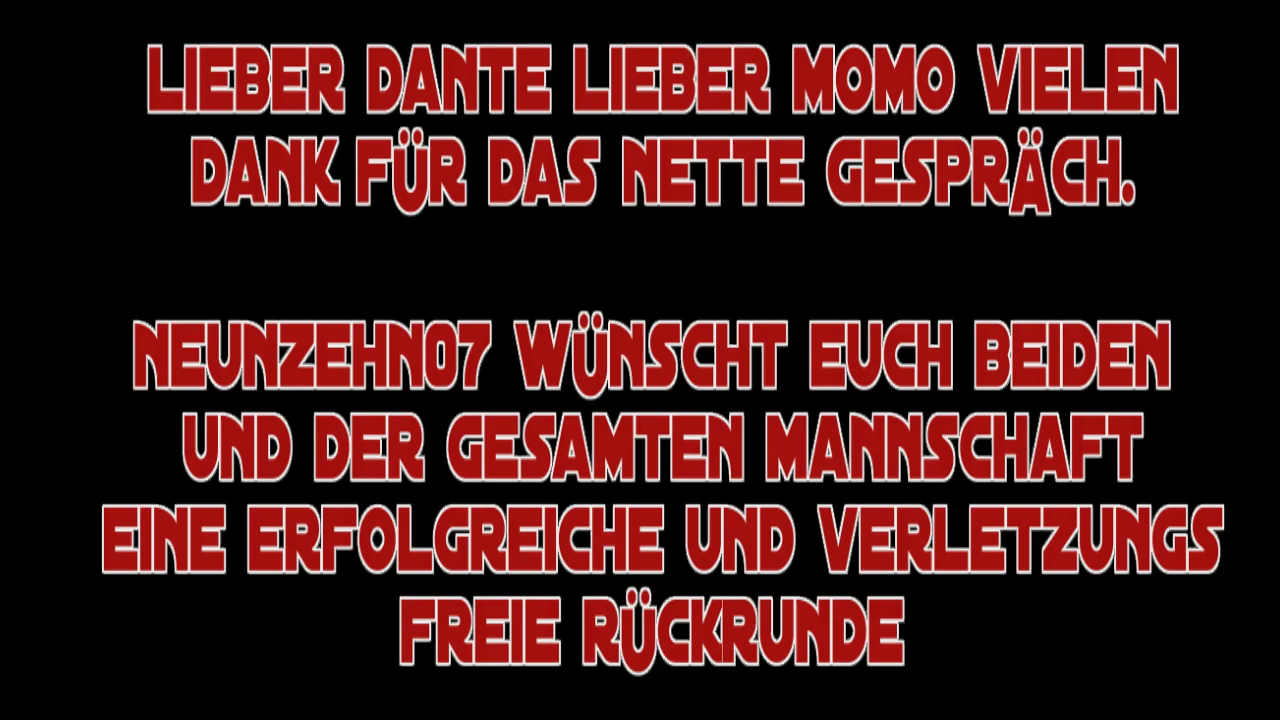 LIEBER DANTE LIEBER MOMO VIELEN
DANK FÜR DAS NETTE GESPRÄCH.
NEUNZEHN07 WÜNSCHT EUCH BEIDEN
UND DER GESAMTEN MANNSCHAFT
EINE ERFOLGREICHE UND VERLETZUNGS
FREIE RÜCKRUNDE